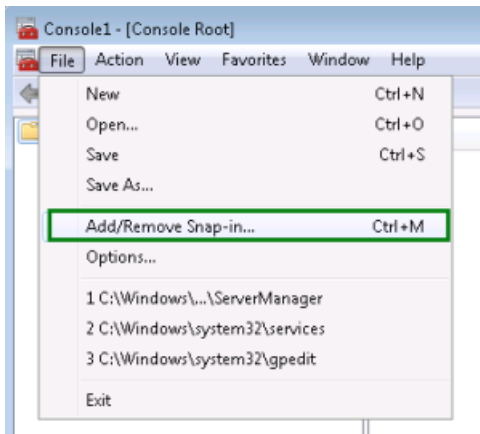 Console1 - [Console Root]
File Action View Favorites Window Help
New Ctrl+N
Open... Ctrl+O
Save Ctrl+S
Save As...
Add/Remove Snap-in... Ctrl+M
Options...
1 C:\Windows\...\ServerManager
2 C:\Windows\system32\services
3 C:\Windows\system32\gpedit
Exit